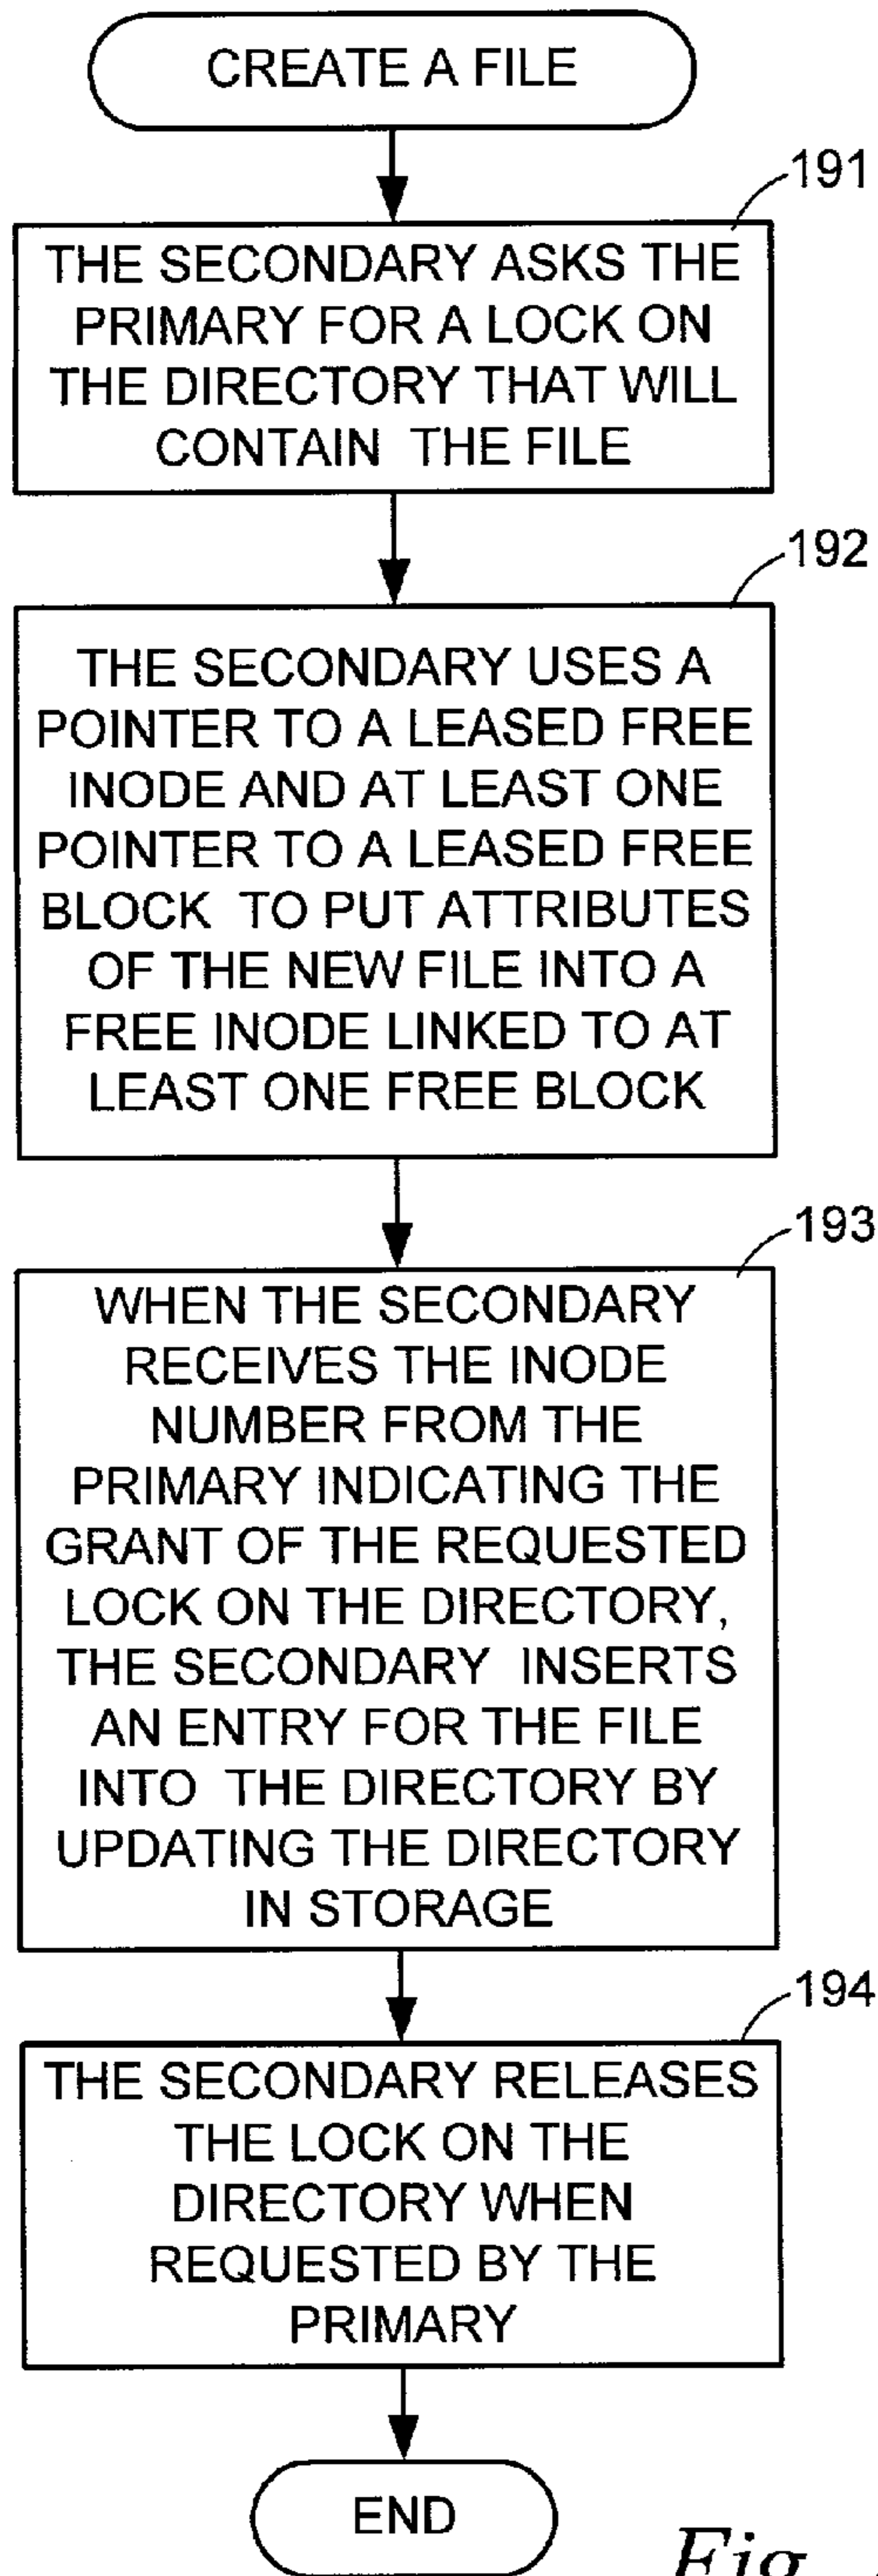 CREATE A FILE
191
THE SECONDARY ASKS THE
PRIMARY FOR A LOCK ON
THE DIRECTORY THAT WILL
CONTAIN THE FILE
192
THE SECONDARY USES A
POINTER TO A LEASED FREE
INODE AND AT LEAST ONE
POINTER TO A LEASED FREE
BLOCK TO PUT ATTRIBUTES
OF THE NEW FILE INTO A
FREE INODE LINKED TO AT
LEAST ONE FREE BLOCK
193
WHEN THE SECONDARY
RECEIVES THE INODE
NUMBER FROM THE
PRIMARY INDICATING THE
GRANT OF THE REQUESTED
LOCK ON THE DIRECTORY,
THE SECONDARY INSERTS
AN ENTRY FOR THE FILE
INTO THE DIRECTORY BY
UPDATING THE DIRECTORY
IN STORAGE
194
THE SECONDARY RELEASES
THE LOCK ON THE
DIRECTORY WHEN
REQUESTED BY THE
PRIMARY
END
Fig.